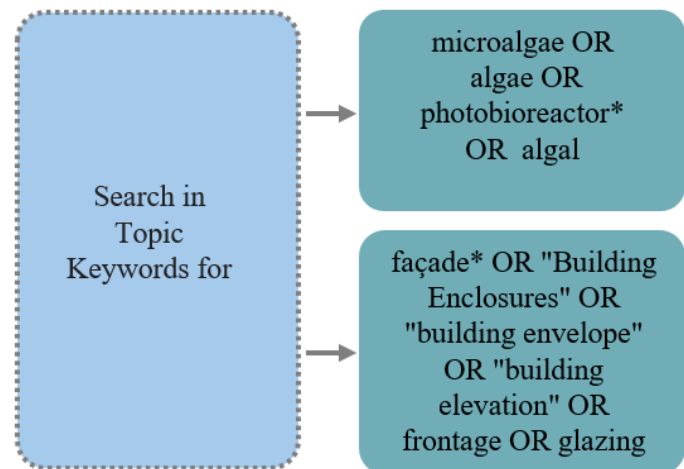 Search in
Topic
Keywords for
microalgae OR
algae OR
photobioreactor*
OR algal
façade* OR "Building
Enclosures" OR
"building envelope"
OR "building
elevation" OR
frontage OR glazing